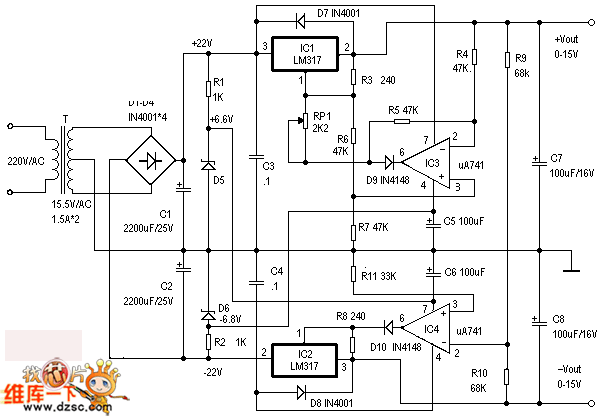 D7 IN4001
+22V
3
IC1
LM317
2
1
+Vout
0-15V
D1-D4
IN4001*4
T
220V/AC
15.5V/AC
1.5A*2
R1
1K
+6.6V
D5
C1
2200uF/25V
C2
2200uF/25V
C3
.1
C4
.1
R3 240
RP1
2K2
R6
47K
R5 47K
R4
47K.
R9
68k
6
7
2
IC3
uA741
4
3
D9 IN4148
C7
100uF/16V
R7 47K
C5 100uF
R11 33K
C6 100uF
D6
-6.8V
R2 1K
-22V
R8 240
6
7
3
IC4
uA741
4
2
D10 IN4148
1
2
IC2
LM317
3
D8 IN4001
C8
100uF/16V
R10
68K
−Vout
0-15V
维库一下
www.dzsc.com